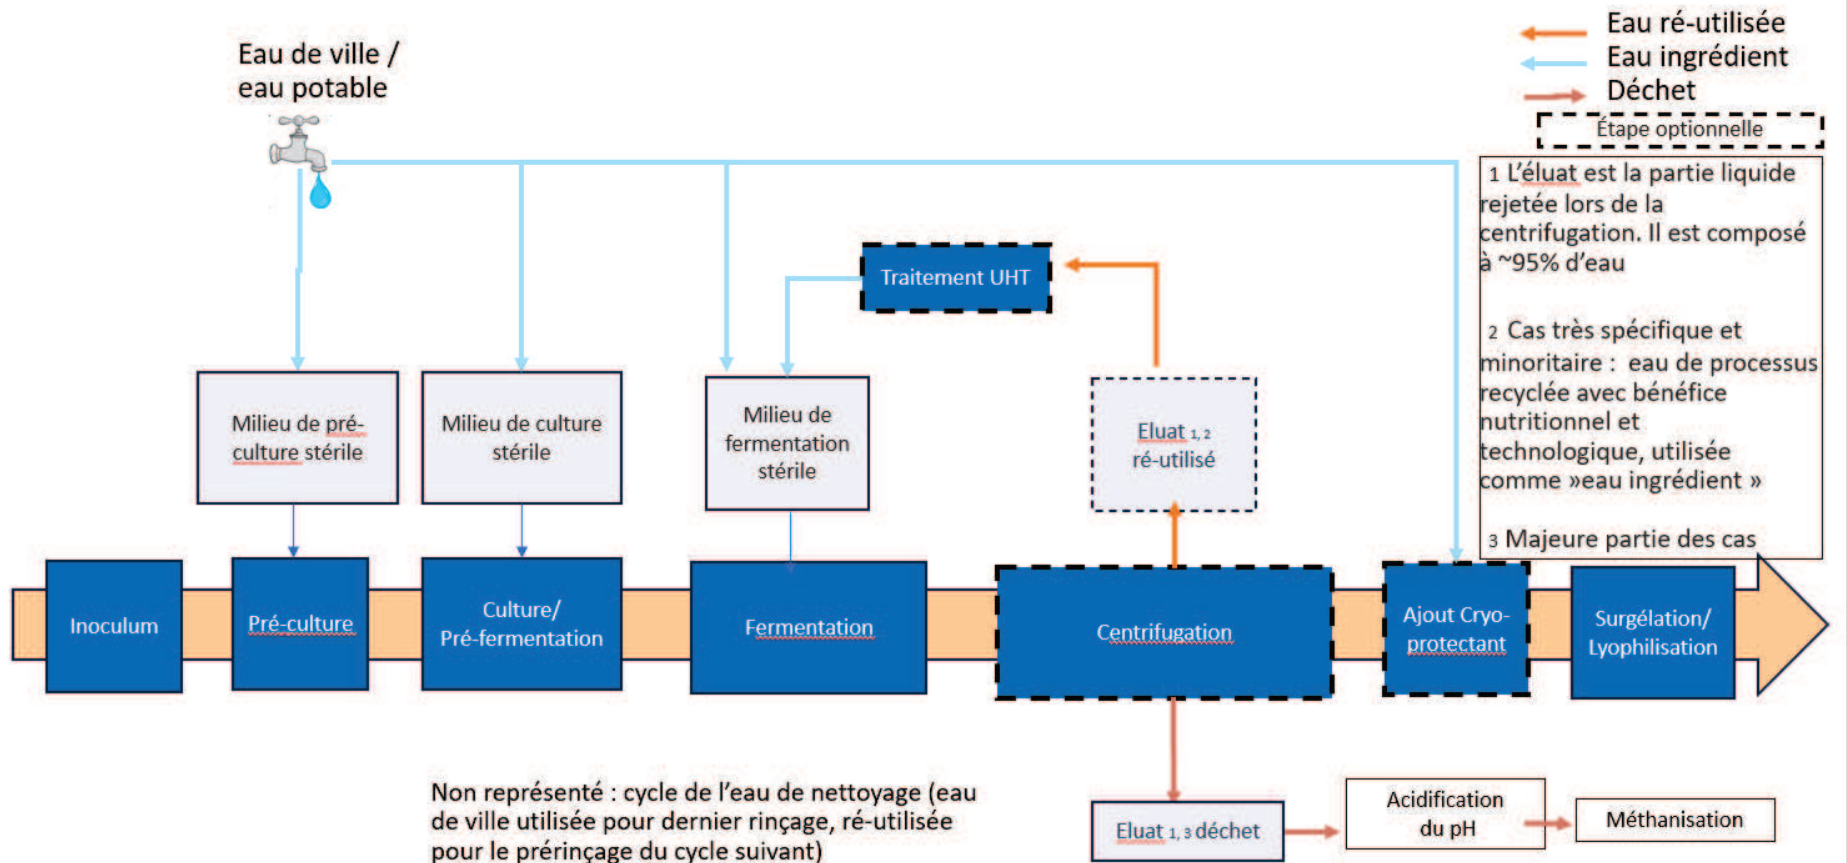 Eau de ville /
eau potable
Eau ré-utilisée
Eau ingrédient
Déchet
Étape optionnelle
1 L'éluat est la partie liquide
rejetée lors de la
centrifugation. Il est composé
à ~95% d'eau
2 Cas très spécifique et
minoritaire : eau de processus
recyclée avec bénéfice
nutritionnel et
technologique, utilisée
comme »eau ingrédient »
3 Majeure partie des cas
Traitement UHT
Milieu de pré-
culture stérile
Milieu de culture
stérile
Milieu de
fermentation
stérile
Eluat 1, 2
ré-utilisé
Inoculum
Pré-culture
Culture/
Pré-fermentation
Fermentation
Centrifugation
Ajout Cryo-
protectant
Surgélation/
Lyophilisation
Non représenté : cycle de l'eau de nettoyage (eau
de ville utilisée pour dernier rinçage, ré-utilisée
pour le prérinçage du cycle suivant)
Eluat 1, 3 déchet
Acidification
du pH
Méthanisation